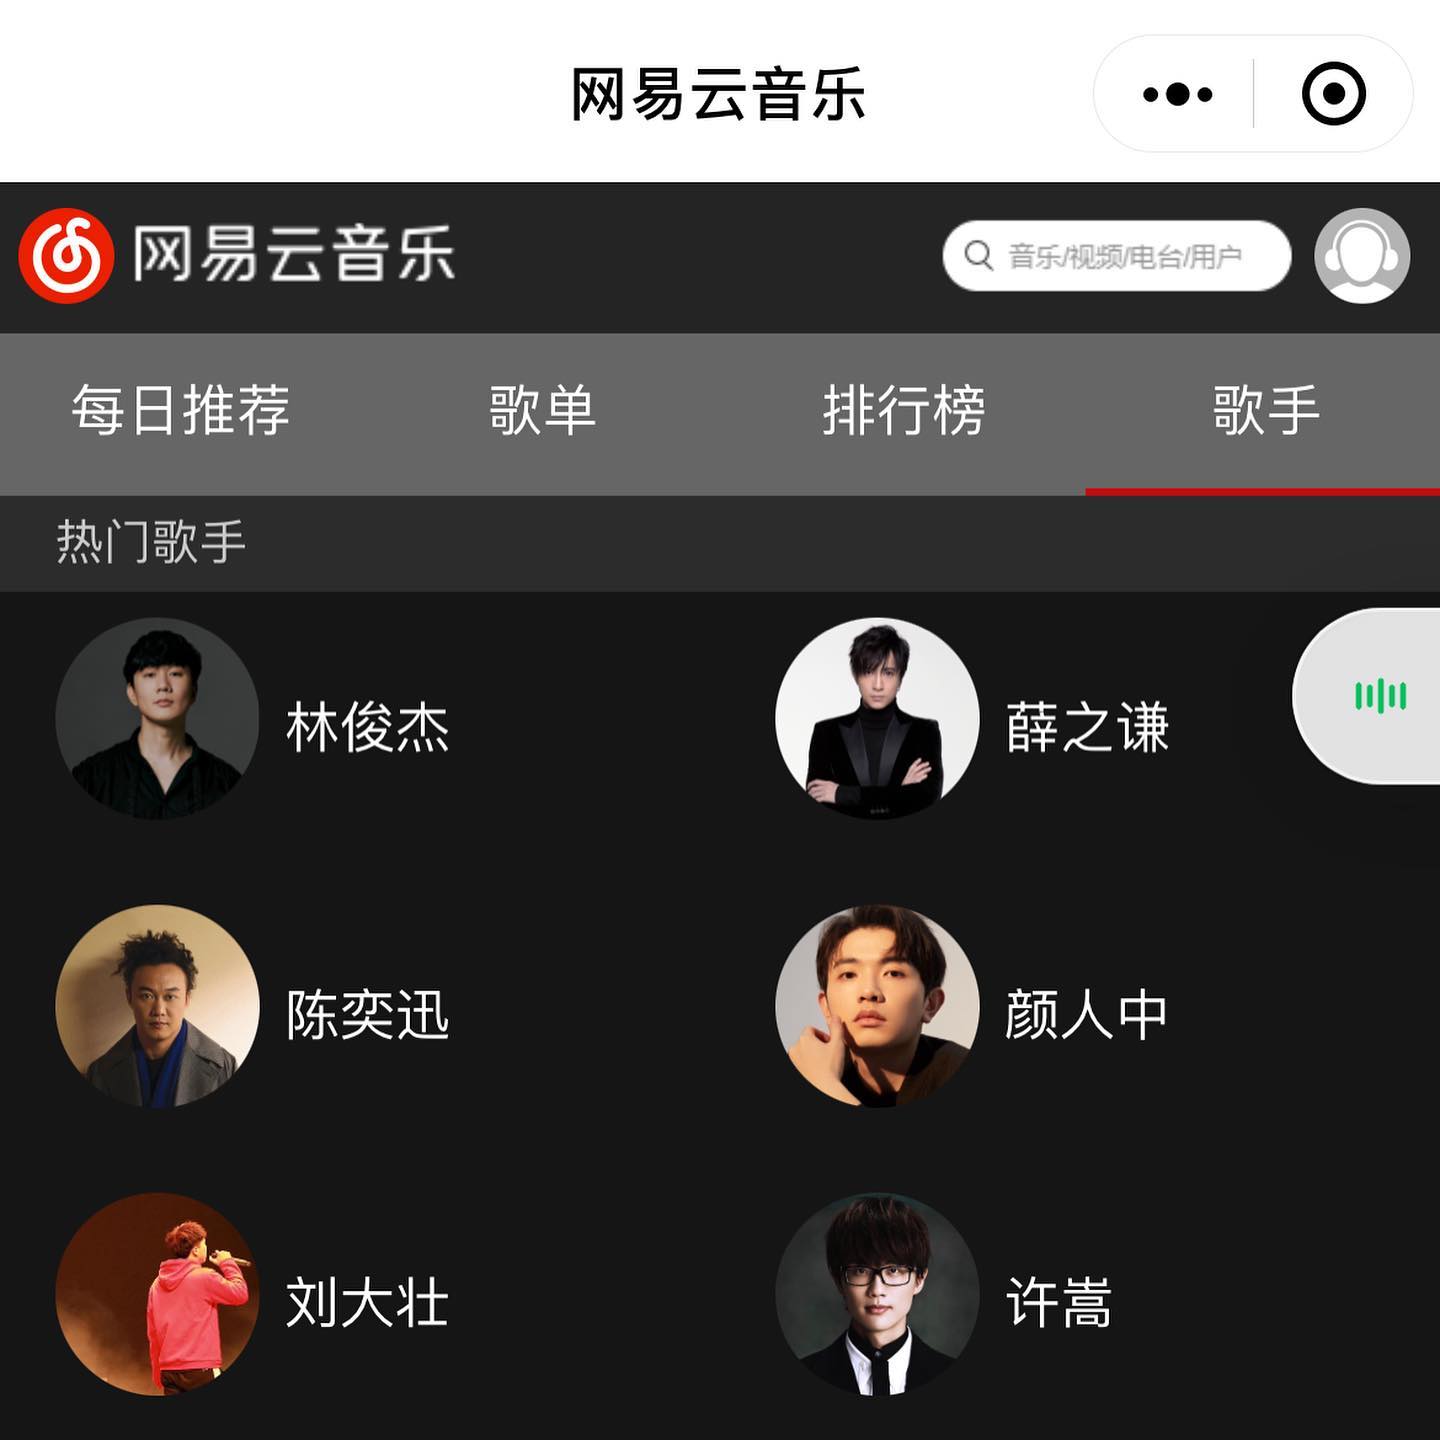 网易云音乐
网易云音乐
音乐/视频/电台/用户
每日推荐 歌单 排行榜 歌手
热门歌手
林俊杰 薛之谦
陈奕迅 颜人中
刘大壮 许嵩